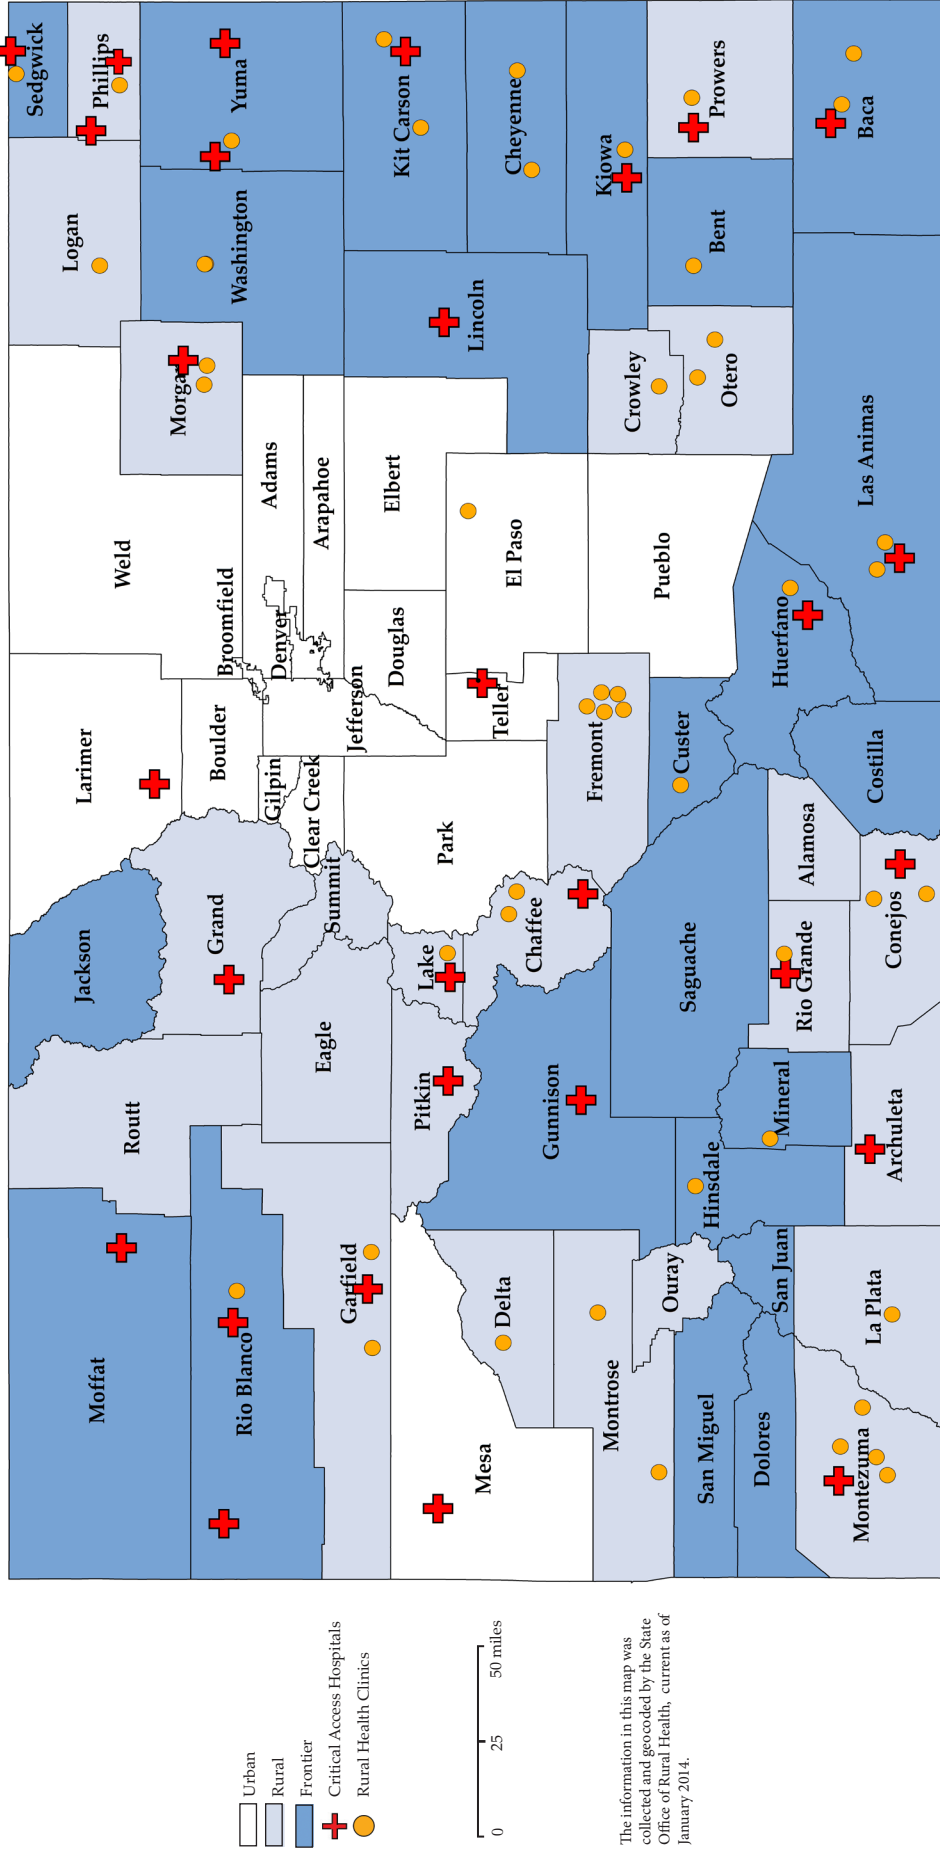 Urban
Rural
Frontier
Critical Access Hospitals
Rural Health Clinics
0 25 50 miles
The information in this map was
collected and geocoded by the State
Office of Rural Health, current as of
January 2014.
Moffat
Routt
Jackson
Larimer
Weld
Logan
Sedgwick
Phillips
Rio Blanco
Grand
Boulder
Broomfield
Morgan
Washington
Yuma
Garfield
Eagle
Summit
Gilpin
Clear Creek
Jefferson
Denver
Adams
Arapahoe
Mesa
Pitkin
Lake
Park
Douglas
Elbert
Lincoln
Kit Carson
Delta
Gunnison
Chaffee
Teller
El Paso
Cheyenne
Montrose
Ouray
Fremont
Pueblo
Crowley
Kiowa
San Miguel
Hinsdale
Saguache
Custer
Otero
Bent
Prowers
Dolores
San Juan
Mineral
Rio Grande
Alamosa
Huerfano
Montezuma
La Plata
Archuleta
Conejos
Costilla
Las Animas
Baca